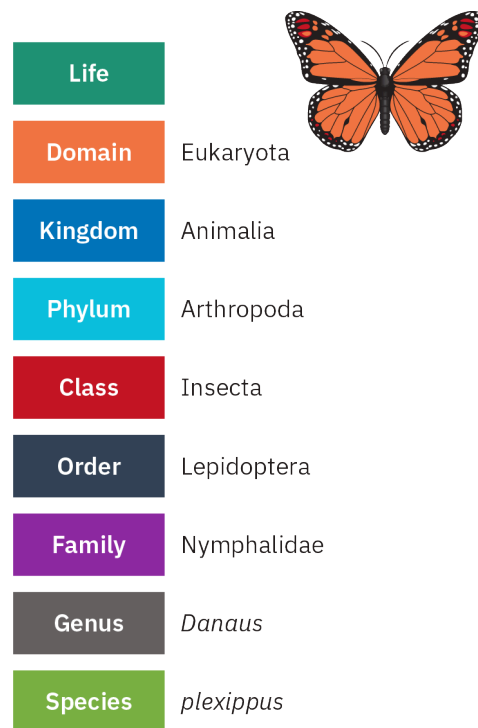 Life
Domain Eukaryota
Kingdom Animalia
Phylum Arthropoda
Class Insecta
Order Lepidoptera
Family Nymphalidae
Genus Danaus
Species plexippus